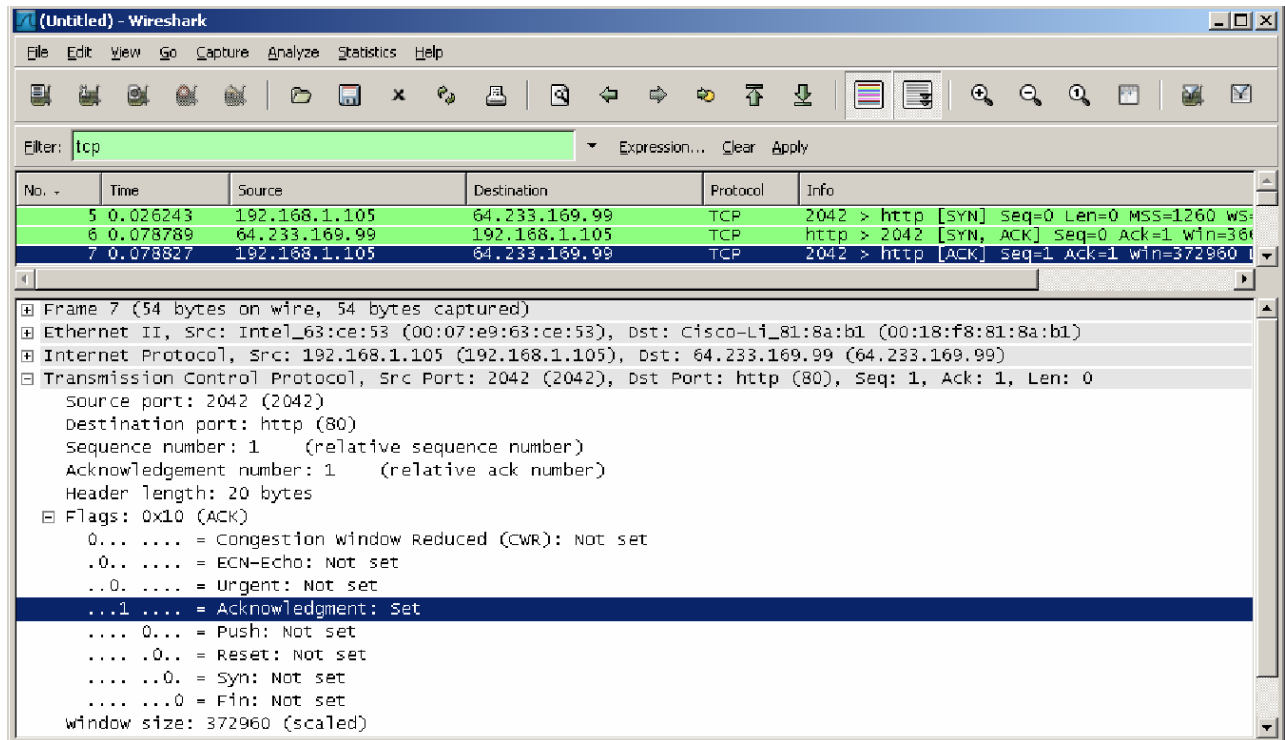 (Untitled) - Wireshark
File Edit View Go Capture Analyze Statistics Help
Filter: tcp Expression... Clear Apply
No. - Time Source Destination Protocol Info
5 0.026243 192.168.1.105 64.233.169.99 TCP 2042 > http [SYN] Seq=0 Len=0 MSS=1260 WS=
6 0.078789 64.233.169.99 192.168.1.105 TCP http > 2042 [SYN, ACK] Seq=0 Ack=1 Win=366
7 0.078827 192.168.1.105 64.233.169.99 TCP 2042 > http [ACK] Seq=1 Ack=1 Win=372960
Frame 7 (54 bytes on wire, 54 bytes captured)
Ethernet II, Src: Intel_63:ce:53 (00:07:e9:63:ce:53), Dst: Cisco-Li_81:8a:b1 (00:18:f8:81:8a:b1)
Internet Protocol, Src: 192.168.1.105 (192.168.1.105), Dst: 64.233.169.99 (64.233.169.99)
Transmission Control Protocol, Src Port: 2042 (2042), Dst Port: http (80), Seq: 1, Ack: 1, Len: 0
Source port: 2042 (2042)
Destination port: http (80)
Sequence number: 1 (relative sequence number)
Acknowledgement number: 1 (relative ack number)
Header length: 20 bytes
Flags: 0x10 (ACK)
0... .... = Congestion Window Reduced (CWR): Not set
.0.. .... = ECN-Echo: Not set
..0. .... = Urgent: Not set
...1 .... = Acknowledgment: Set
.... 0... = Push: Not set
.... .0.. = Reset: Not set
.... ..0. = Syn: Not set
.... ...0 = Fin: Not set
Window size: 372960 (scaled)